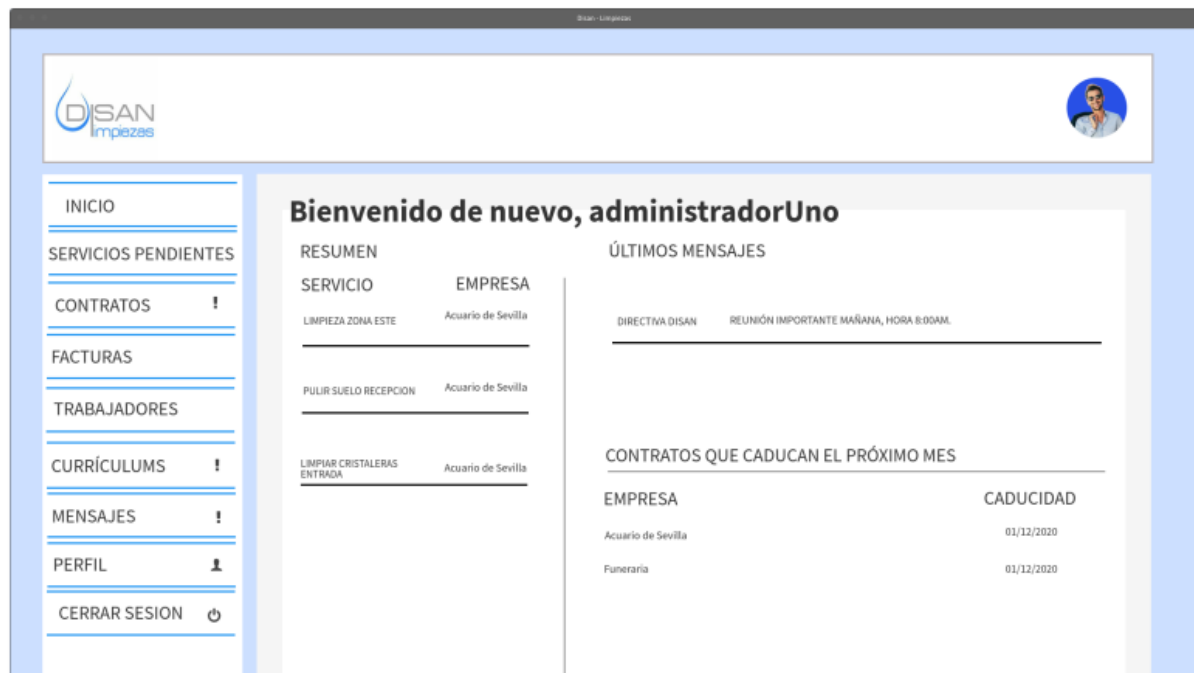 Disan - Limpiezas
DISAN
limpiezas
INICIO
SERVICIOS PENDIENTES
CONTRATOS !
FACTURAS
TRABAJADORES
CURRÍCULUMS !
MENSAJES !
PERFIL
CERRAR SESION
Bienvenido de nuevo, administradorUno
RESUMEN
SERVICIO EMPRESA
LIMPIEZA ZONA ESTE Acuario de Sevilla
PULIR SUELO RECEPCION Acuario de Sevilla
LIMPIAR CRISTALERAS
ENTRADA Acuario de Sevilla
ÚLTIMOS MENSAJES
DIRECTIVA DISAN REUNIÓN IMPORTANTE MAÑANA, HORA 8:00AM.
CONTRATOS QUE CADUCAN EL PRÓXIMO MES
EMPRESA CADUCIDAD
Acuario de Sevilla 01/12/2020
Funeraria 01/12/2020